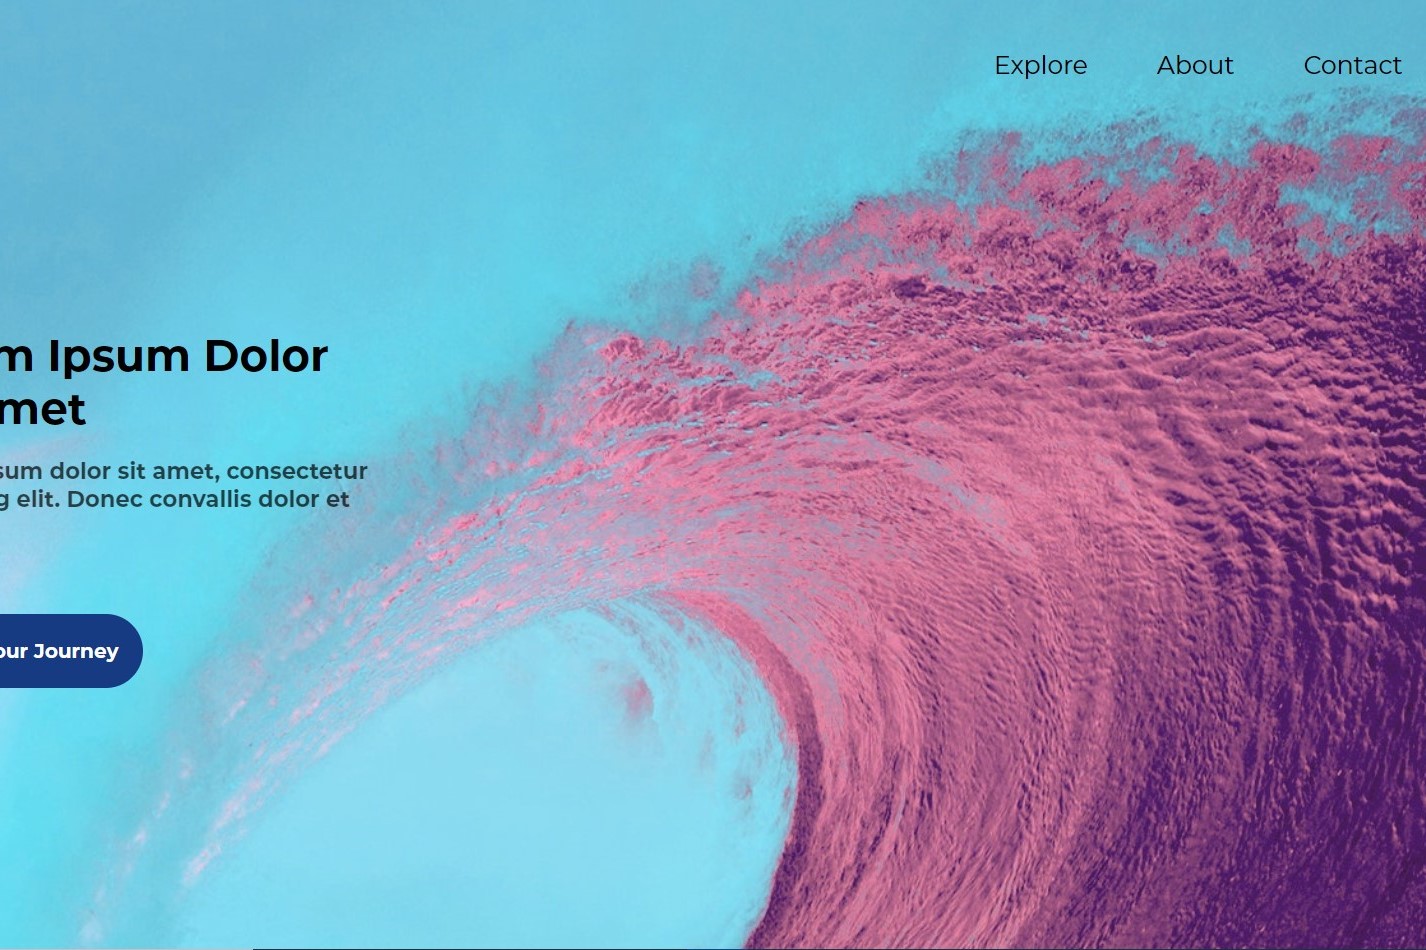 Explore About Contact
m Ipsum Dolor
met
sum dolor sit amet, consectetur
g elit. Donec convallis dolor et
our Journey